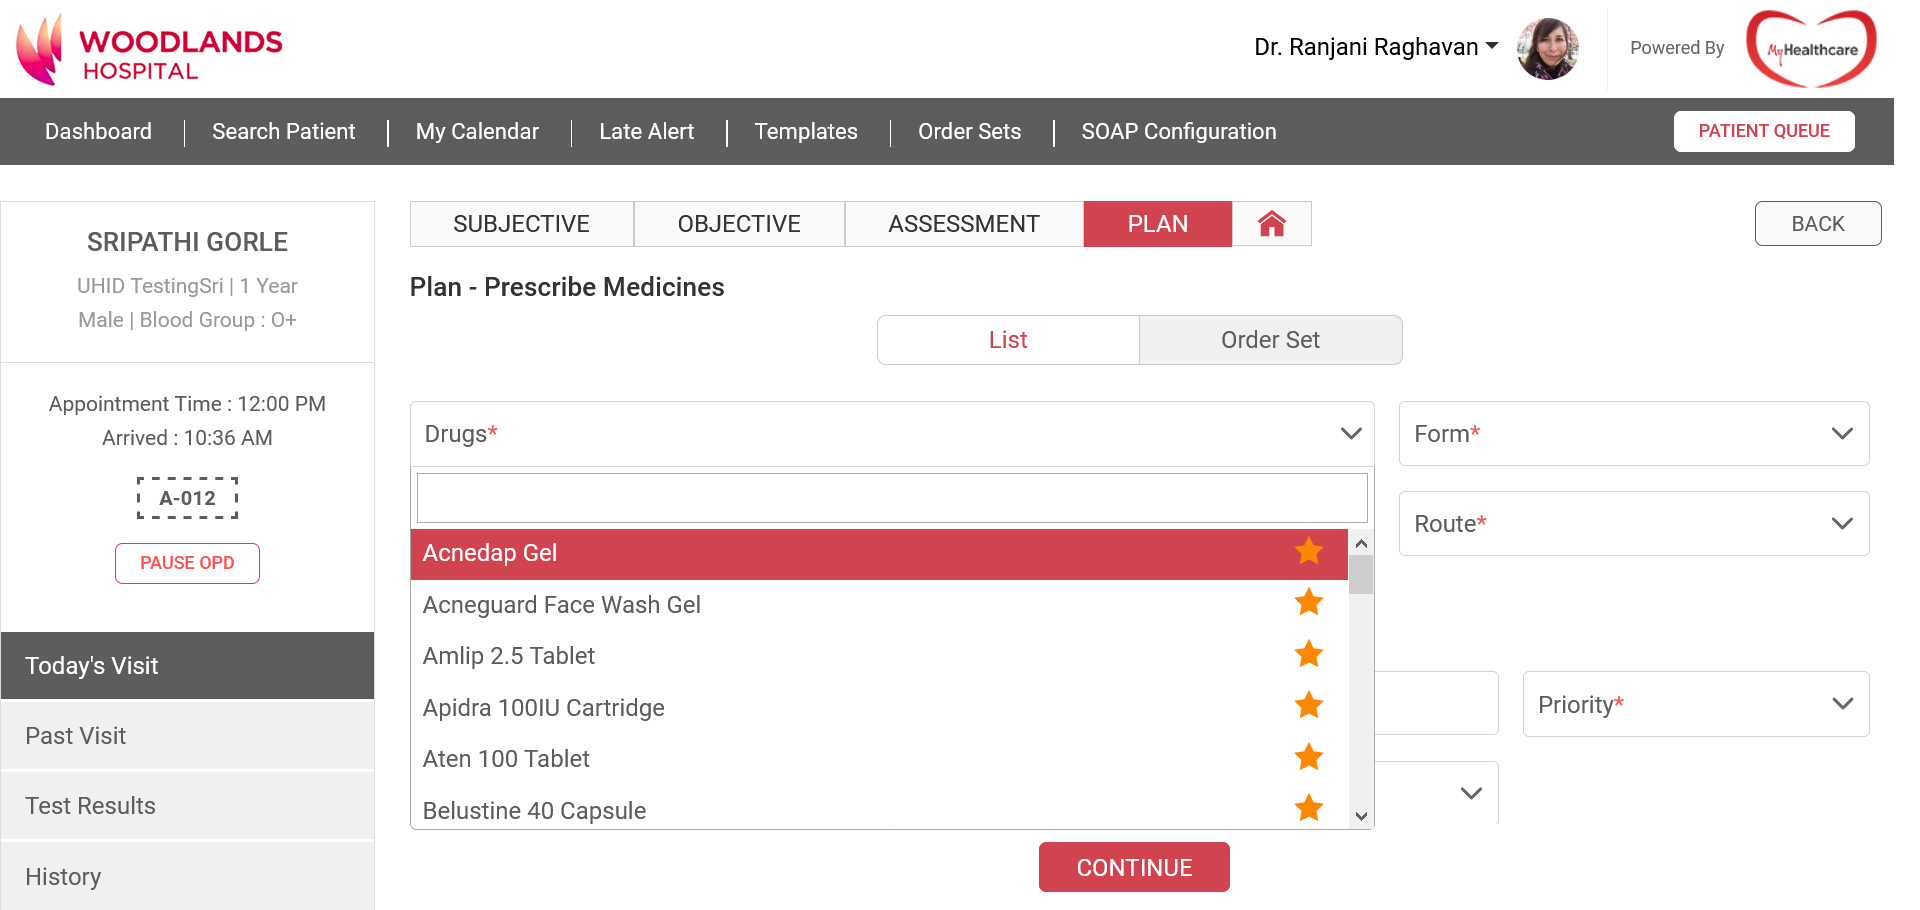 WOODLANDS
HOSPITAL
Dr. Ranjani Raghavan
Powered By
MyHealthcare
Dashboard
Search Patient
My Calendar
Late Alert
Templates
Order Sets
SOAP Configuration
PATIENT QUEUE
SRIPATHI GORLE
UHID TestingSri | 1 Year
Male | Blood Group : O+
Appointment Time : 12:00 PM
Arrived : 10:36 AM
A-012
PAUSE OPD
Today's Visit
Past Visit
Test Results
History
SUBJECTIVE
OBJECTIVE
ASSESSMENT
PLAN
BACK
Plan - Prescribe Medicines
List
Order Set
Drugs*
Form*
Route*
Acnedap Gel
Acneguard Face Wash Gel
Amlip 2.5 Tablet
Apidra 100IU Cartridge
Aten 100 Tablet
Belustine 40 Capsule
Priority*
CONTINUE